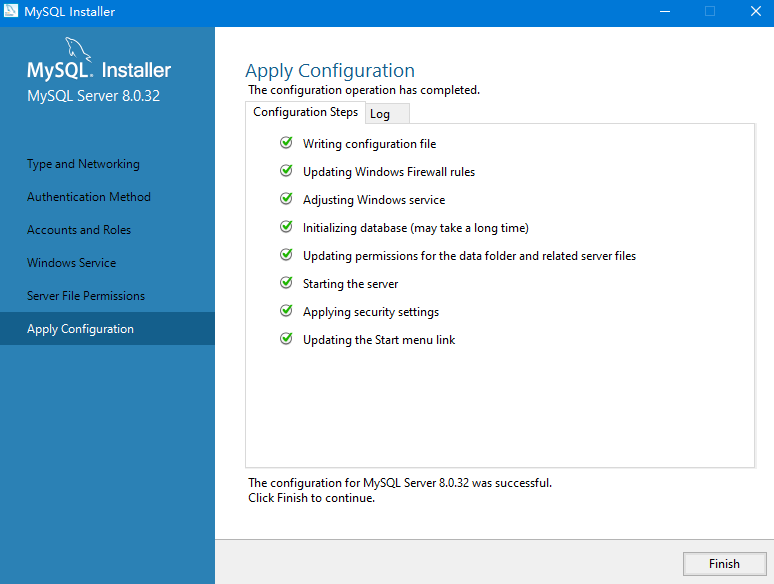 MySQL Installer
MySQL. Installer
MySQL Server 8.0.32
Type and Networking
Authentication Method
Accounts and Roles
Windows Service
Server File Permissions
Apply Configuration
Apply Configuration
The configuration operation has completed.
Configuration Steps Log
Writing configuration file
Updating Windows Firewall rules
Adjusting Windows service
Initializing database (may take a long time)
Updating permissions for the data folder and related server files
Starting the server
Applying security settings
Updating the Start menu link
The configuration for MySQL Server 8.0.32 was successful.
Click Finish to continue.
Finish